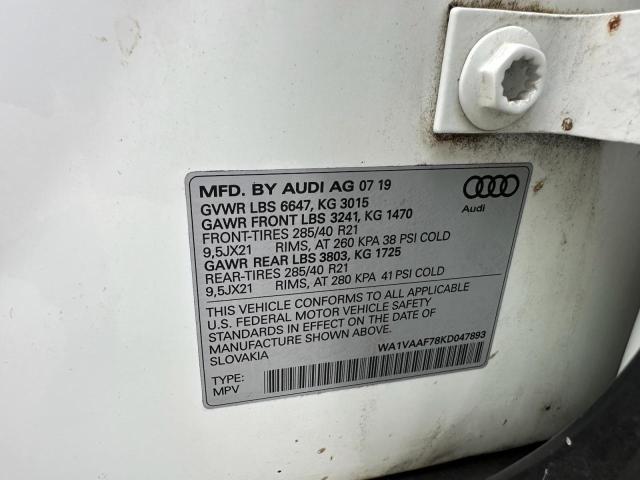 MFD. BY AUDI AG 07 19
Audi
GVWR LBS 6647, KG 3015
GAWR FRONT LBS 3241, KG 1470
FRONT-TIRES 285/40 R21
9,5JX21 RIMS, AT 260 KPA 38 PSI COLD
GAWR REAR LBS 3803, KG 1725
REAR-TIRES 285/40 R21
9,5JX21 RIMS, AT 280 KPA 41 PSI COLD
THIS VEHICLE CONFORMS TO ALL APPLICABLE
U.S. FEDERAL MOTOR VEHICLE SAFETY
STANDARDS IN EFFECT ON THE DATE OF
MANUFACTURE SHOWN ABOVE.
SLOVAKIA
WA1VAAF78KD047893
TYPE:
MPV